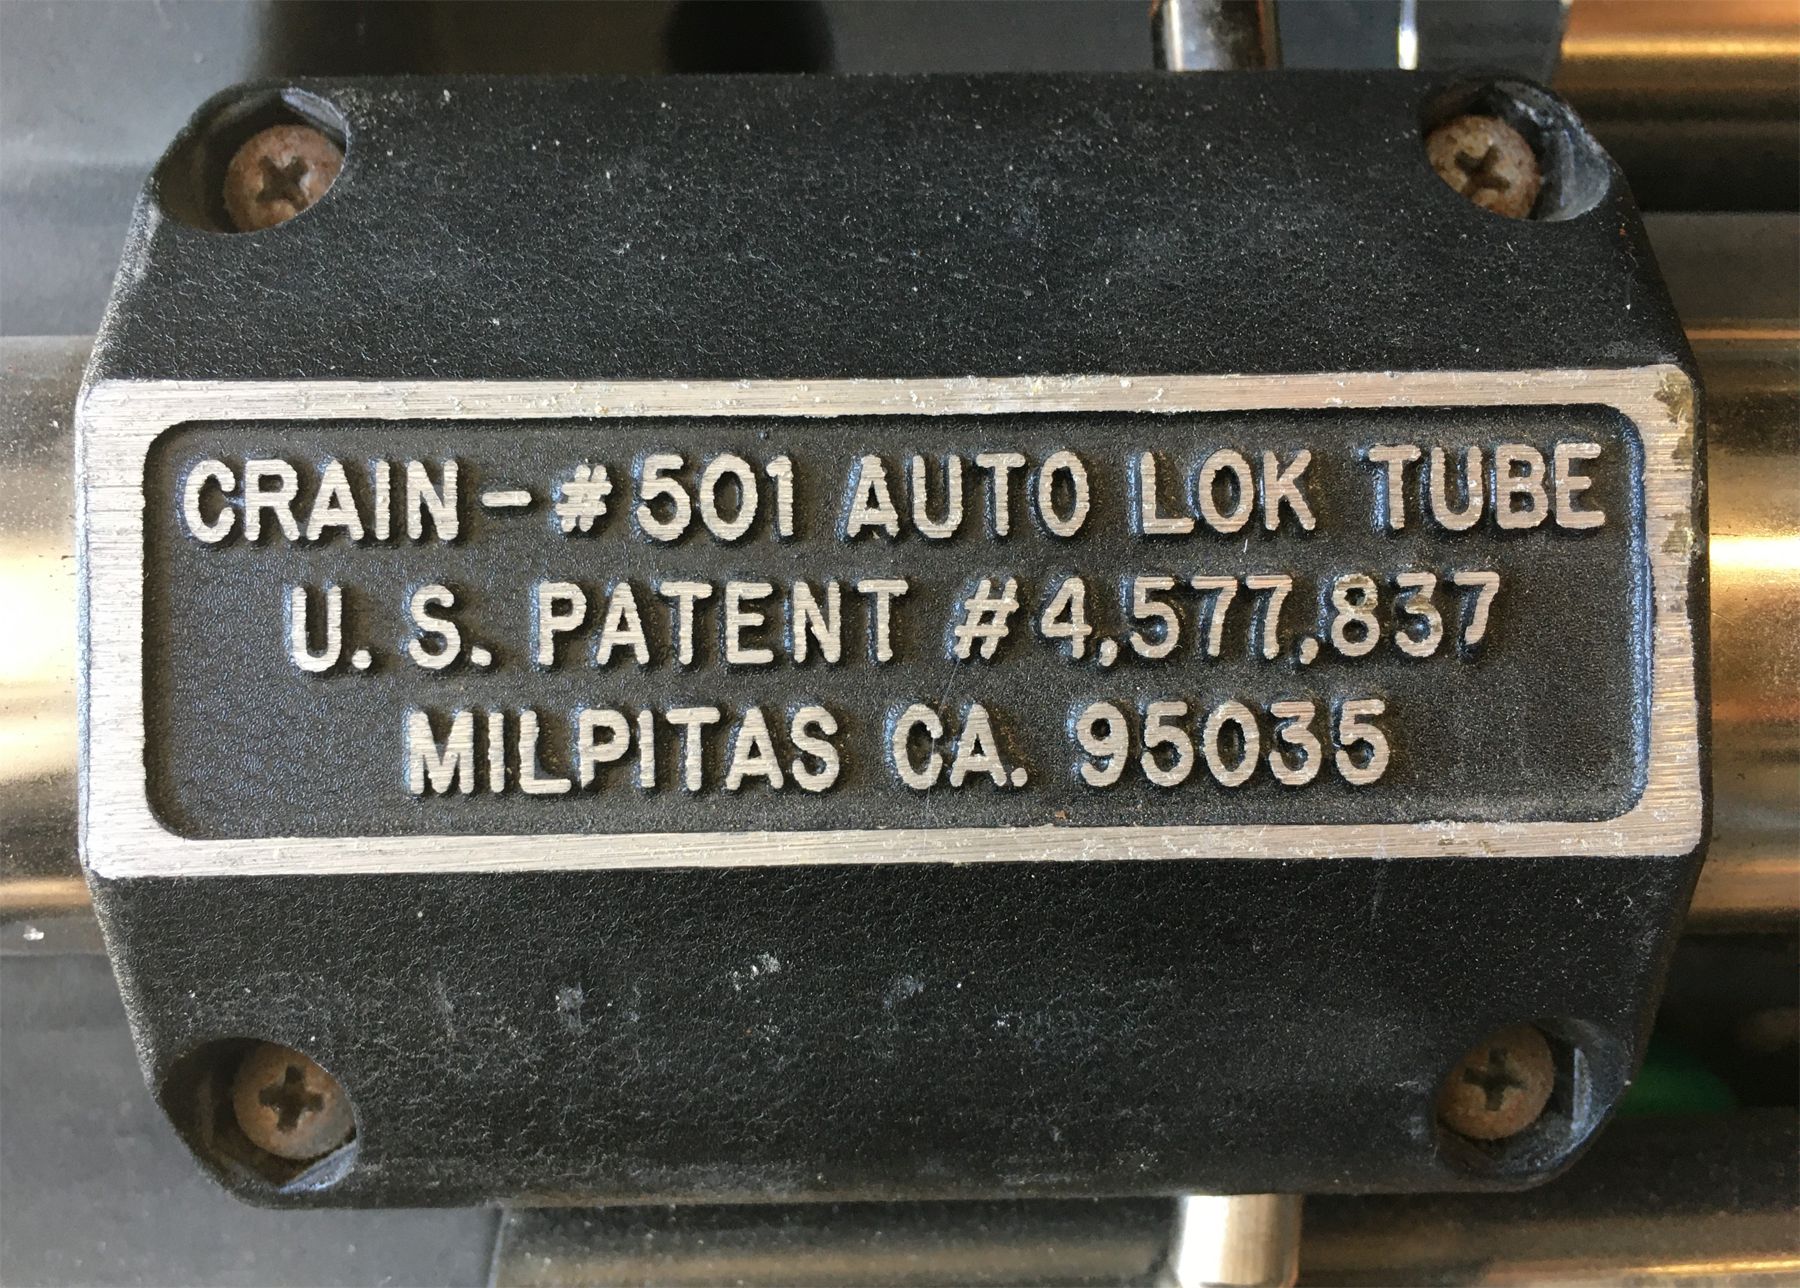 CRAIN - # 501 AUTO LOK TUBE
U. S. PATENT # 4,577,837
MILPITAS CA. 95035